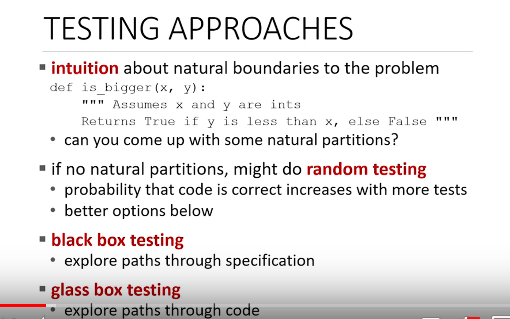 TESTING APPROACHES
▪ intuition about natural boundaries to the problem
def is_bigger(x, y):
""" Assumes x and y are ints
Returns True if y is less than x, else False """
• can you come up with some natural partitions?
▪ if no natural partitions, might do random testing
• probability that code is correct increases with more tests
• better options below
▪ black box testing
• explore paths through specification
▪ glass box testing
• explore paths through code